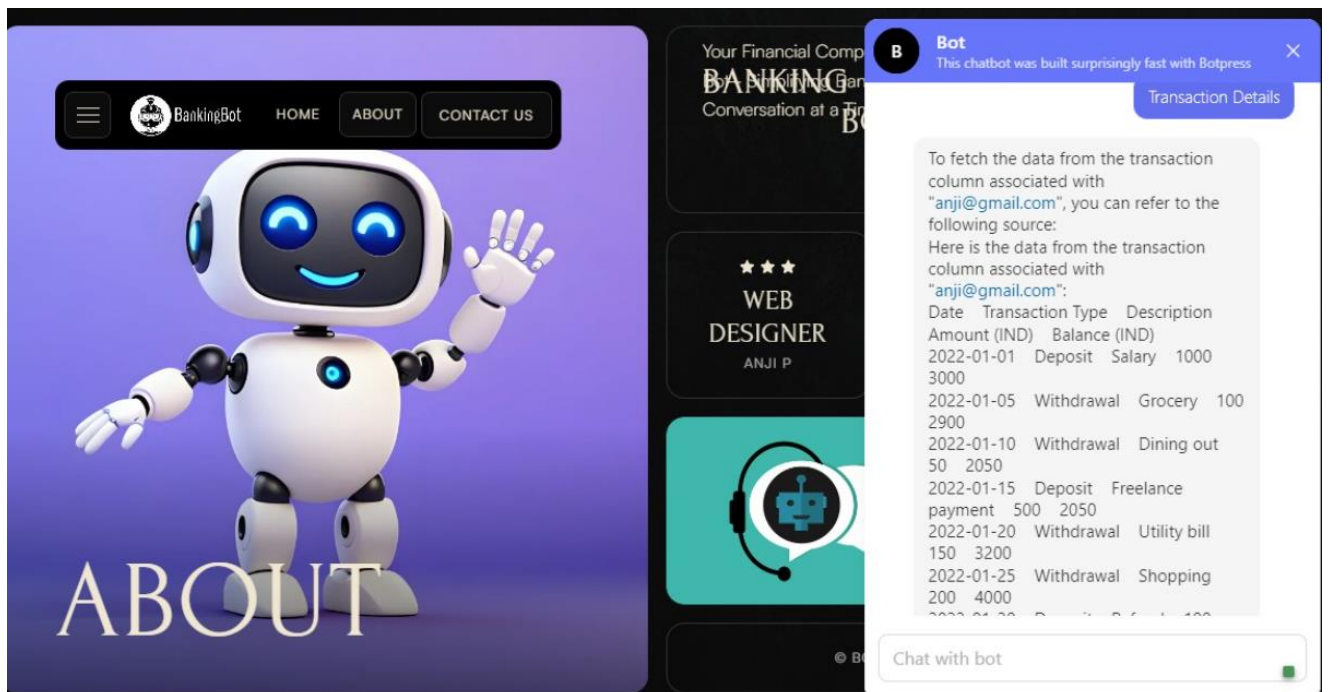 BankingBot HOME ABOUT CONTACT US
ABOUT
Your Financial
BANKING
Conversation at a
WEB
DESIGNER
ANJI P
©
B
Bot
This chatbot was built surprisingly fast with Botpress
Transaction Details
To fetch the data from the transaction
column associated with
"anji@gmail.com", you can refer to the
following source:
Here is the data from the transaction
column associated with
"anji@gmail.com":
Date Transaction Type Description
Amount (IND) Balance (IND)
2022-01-01 Deposit Salary 1000
3000
2022-01-05 Withdrawal Grocery 100
2900
2022-01-10 Withdrawal Dining out
50 2050
2022-01-15 Deposit Freelance
payment 500 2050
2022-01-20 Withdrawal Utility bill
150 3200
2022-01-25 Withdrawal Shopping
200 4000
Chat with bot